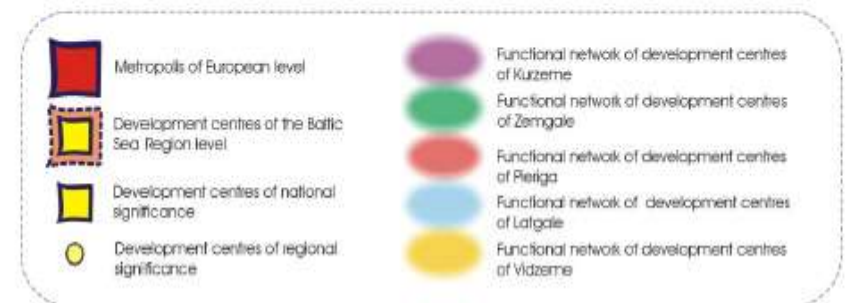 Metropolis of European level
Development centres of the Baltic
Sea Region level
Development centres of national
significance
Development centres of regional
significance
Functional network of development centres
of Kurzeme
Functional network of development centres
of Zemgale
Functional network of development centres
of Pieriga
Functional network of development centres
of Latgale
Functional network of development centres
of Vidzeme